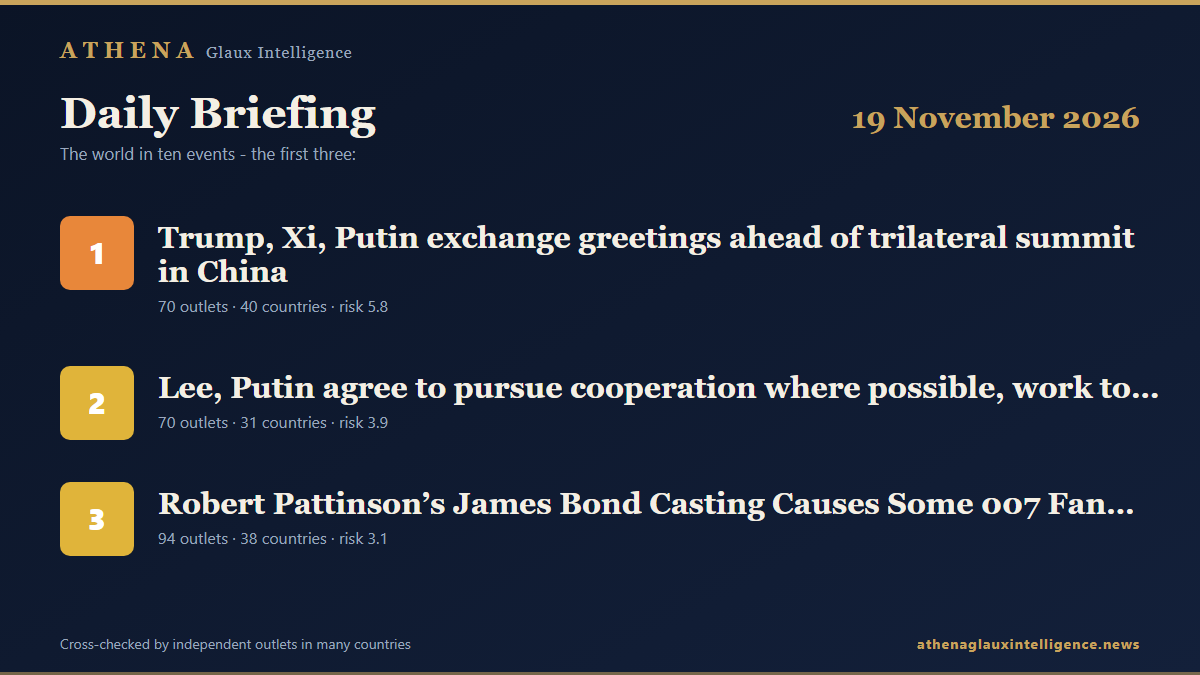 ATHENA Glaux Intelligence
Daily Briefing
19 November 2026
The world in ten events - the first three:
1
Trump, Xi, Putin exchange greetings ahead of trilateral summit
in China
70 outlets · 40 countries · risk 5.8
2
Lee, Putin agree to pursue cooperation where possible, work to...
70 outlets · 31 countries · risk 3.9
3
Robert Pattinson’s James Bond Casting Causes Some 007 Fan...
94 outlets · 38 countries · risk 3.1
Cross-checked by independent outlets in many countries
athenaglauxintelligence.news